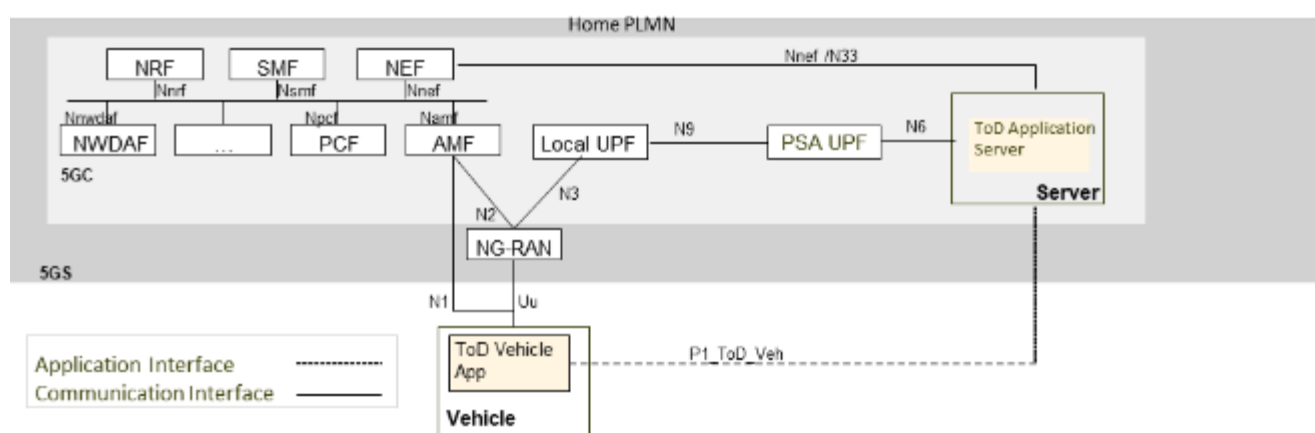 Home PLMN
NRF
SMF
NEF
Nnef /N33
Nnrf
Nsmf
Nnef
Nnwdaf
Npcf
Namf
NWDAF
...
PCF
AMF
Local UPF
N9
PSA UPF
N6
ToD Application
Server
Server
5GC
N2
N3
NG-RAN
5GS
N1
Uu
ToD Vehicle
App
P1_ToD_Veh
Vehicle
Application Interface
Communication Interface